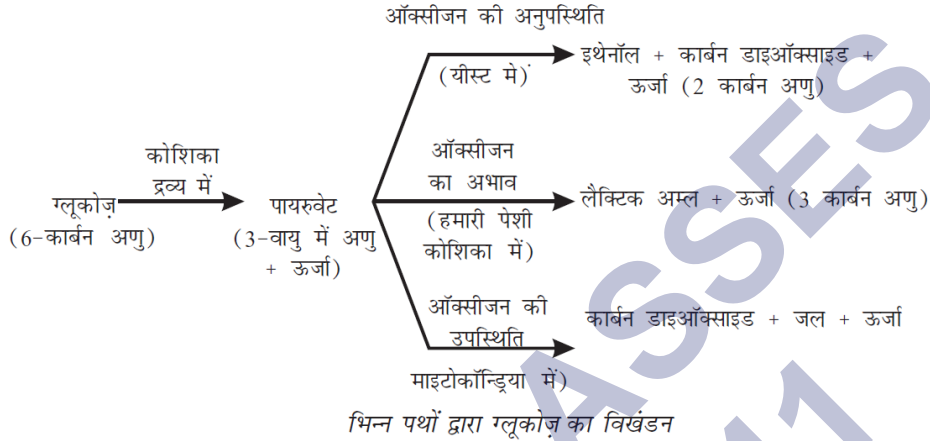 ऑक्सीजन की अनुपस्थिति
(यीस्ट में)
इथेनॉल + कार्बन डाइऑक्साइड +
ऊर्जा (2 कार्बन अणु)
कोशिका
द्रव्य में
ग्लूकोज़
(6-कार्बन अणु)
पायरुवेट
(3-वायु में अणु
+ ऊर्जा)
ऑक्सीजन
का अभाव
(हमारी पेशी
कोशिका में)
लैक्टिक अम्ल + ऊर्जा (3 कार्बन अणु)
ऑक्सीजन की
उपस्थिति
माइटोकॉन्ड्रिया में)
कार्बन डाइऑक्साइड + जल + ऊर्जा
भिन्न पथों द्वारा ग्लूकोज़ का विखंडन